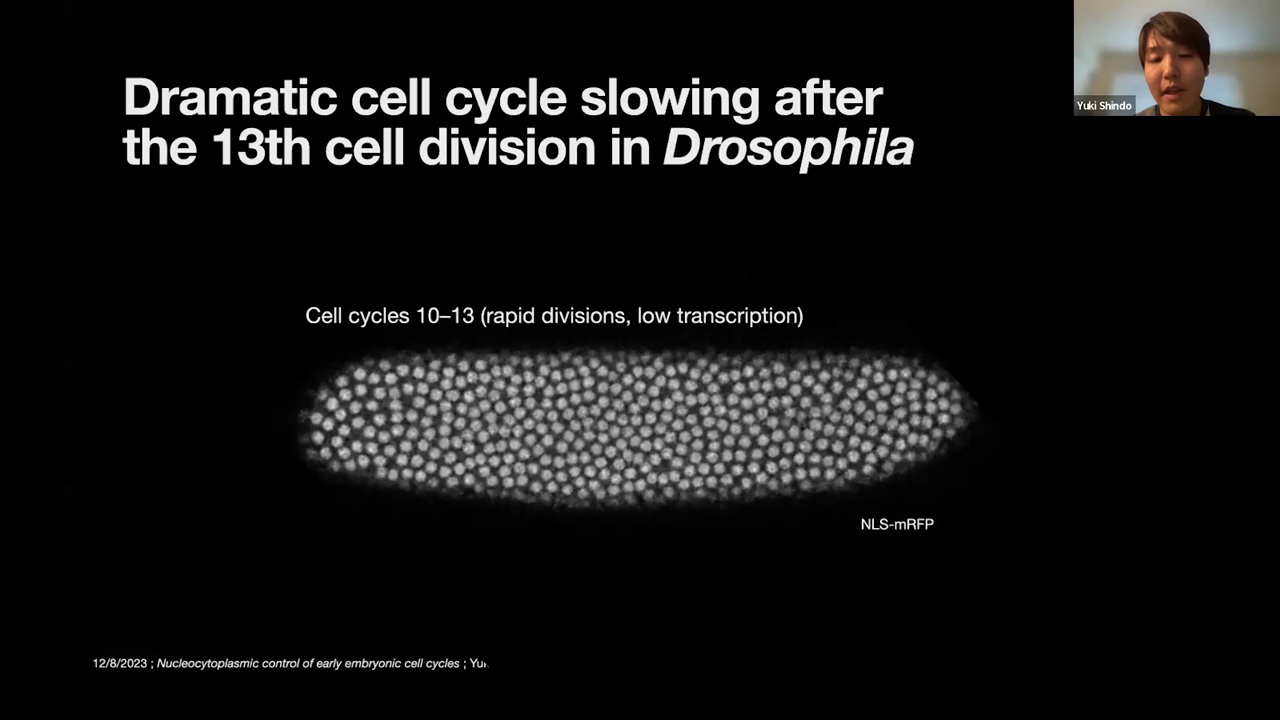 Dramatic cell cycle slowing after
the 13th cell division in Drosophila
Yuki Shindo
Cell cycles 10–13 (rapid divisions, low transcription)
NLS-mRFP
12/8/2023 ; Nucleocytoplasmic control of early embryonic cell cycles ;